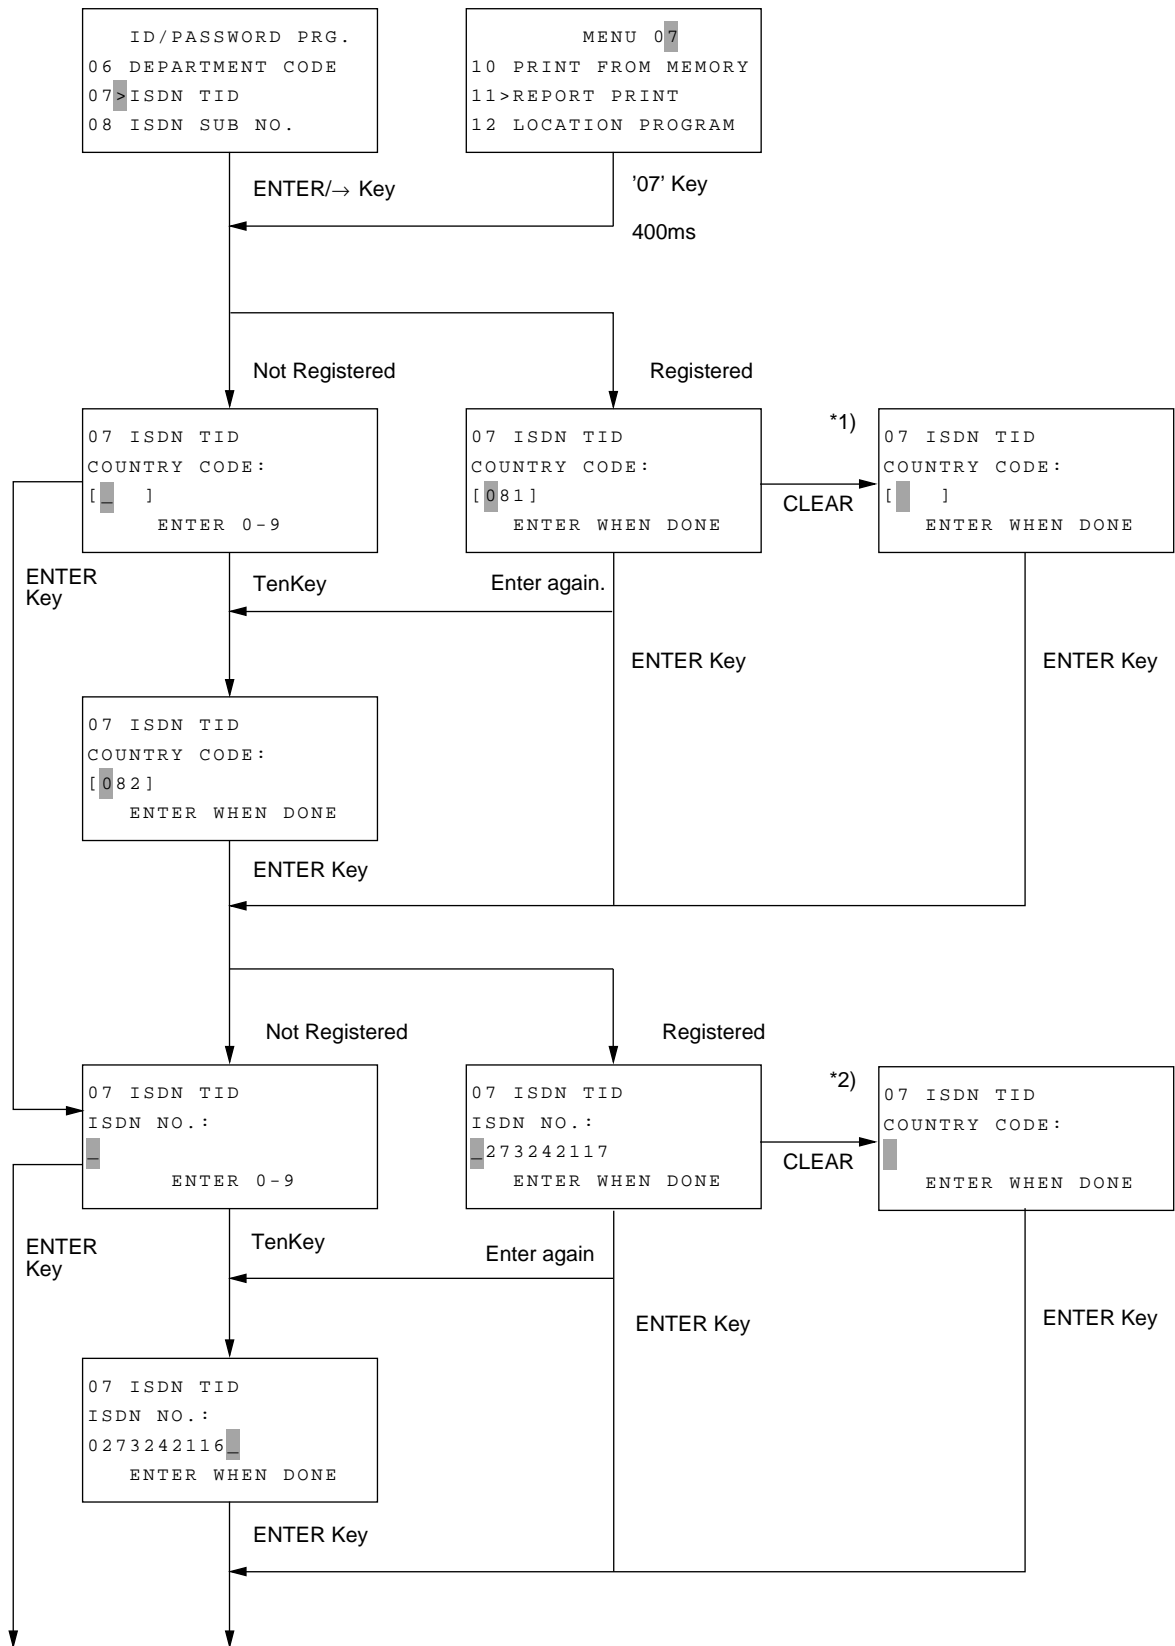 ID/PASSWORD PRG.
06 DEPARTMENT CODE
07>ISDN TID
08 ISDN SUB NO.
MENU 07
10 PRINT FROM MEMORY
11>REPORT PRINT
12 LOCATION PROGRAM
ENTER/→ Key
'07' Key
400ms
Not Registered
Registered
07 ISDN TID
COUNTRY CODE:
[_  ]
ENTER 0-9
07 ISDN TID
COUNTRY CODE:
[081]
ENTER WHEN DONE
CLEAR
*1)
07 ISDN TID
COUNTRY CODE:
[   ]
ENTER WHEN DONE
ENTER
Key
TenKey
Enter again.
ENTER Key
ENTER Key
07 ISDN TID
COUNTRY CODE:
[082]
ENTER WHEN DONE
ENTER Key
Not Registered
Registered
07 ISDN TID
ISDN NO.:
_
ENTER 0-9
07 ISDN TID
ISDN NO.:
_273242117
ENTER WHEN DONE
CLEAR
*2)
07 ISDN TID
COUNTRY CODE:
ENTER WHEN DONE
ENTER
Key
TenKey
Enter again
ENTER Key
ENTER Key
07 ISDN TID
ISDN NO.:
0273242116_
ENTER WHEN DONE
ENTER Key